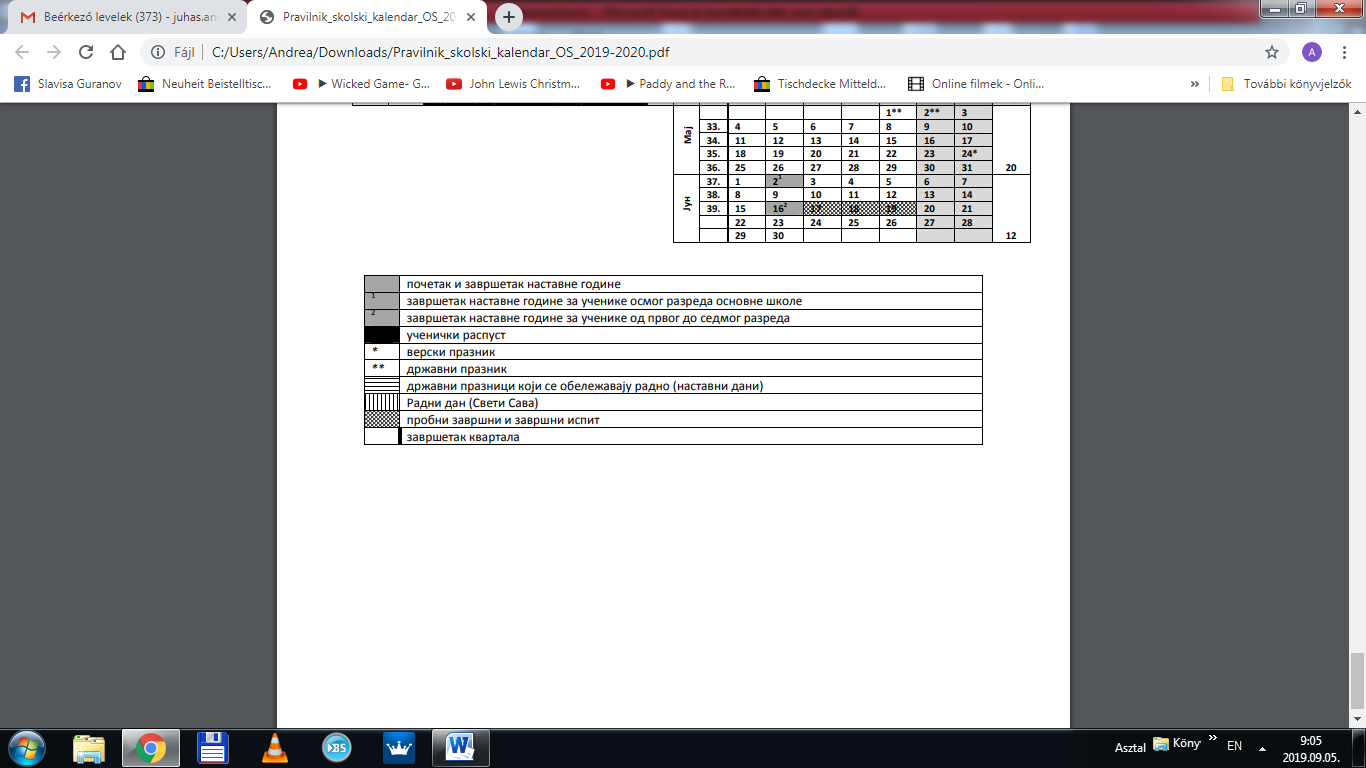 Beérkező levelek (373) - juhas.an
Pravilnik_skolski_kalendar_OS_20
Fájl C:/Users/Andrea/Downloads/Pravilnik_skolski_kalendar_OS_2019-2020.pdf
A
Slavisa Guranov Neuheit Beistelltisc... ▶ Wicked Game- G... John Lewis Christm... ▶ Paddy and the R... Tischdecke Mitteld... Online filmek - Onli... » További könyvjelzők
Мај
1** 2** 3
33. 4 5 6 7 8 9 10
34. 11 12 13 14 15 16 17
35. 18 19 20 21 22 23 24*
36. 25 26 27 28 29 30 31 20
Јун
37. 1 2¹ 3 4 5 6 7
38. 8 9 10 11 12 13 14
39. 15 16² 17 18 19 20 21
22 23 24 25 26 27 28
29 30 12
почетак и завршетак наставне године
¹ завршетак наставне године за ученике осмог разреда основне школе
² завршетак наставне године за ученике од првог до седмог разреда
ученички распуст
* верски празник
** државни празник
државни празници који се обележавају радно (наставни дани)
Радни дан (Свети Сава)
пробни завршни и завршни испит
завршетак квартала
BS
W
Asztal Köny » EN 9:05
2019.09.05.